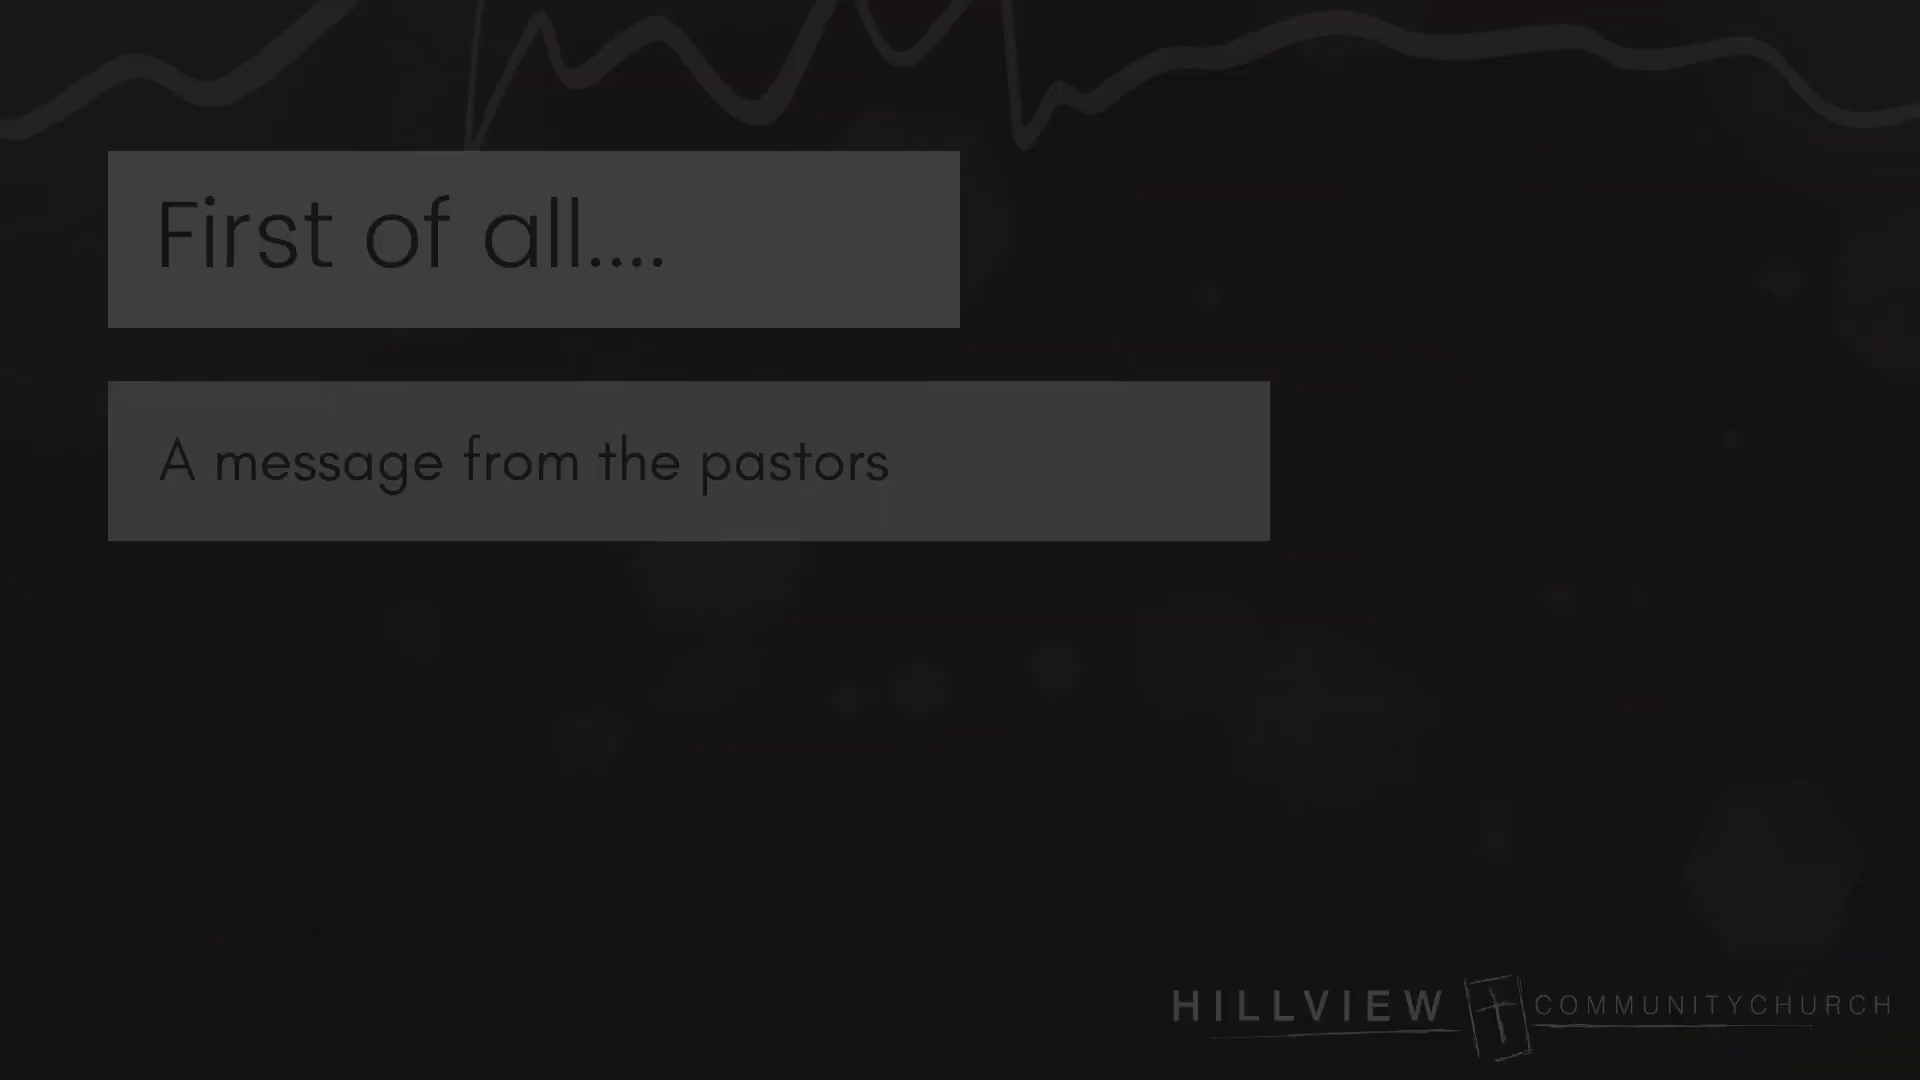 First of all....
A message from the pastors
HILLVIEW COMMUNITYCHURCH